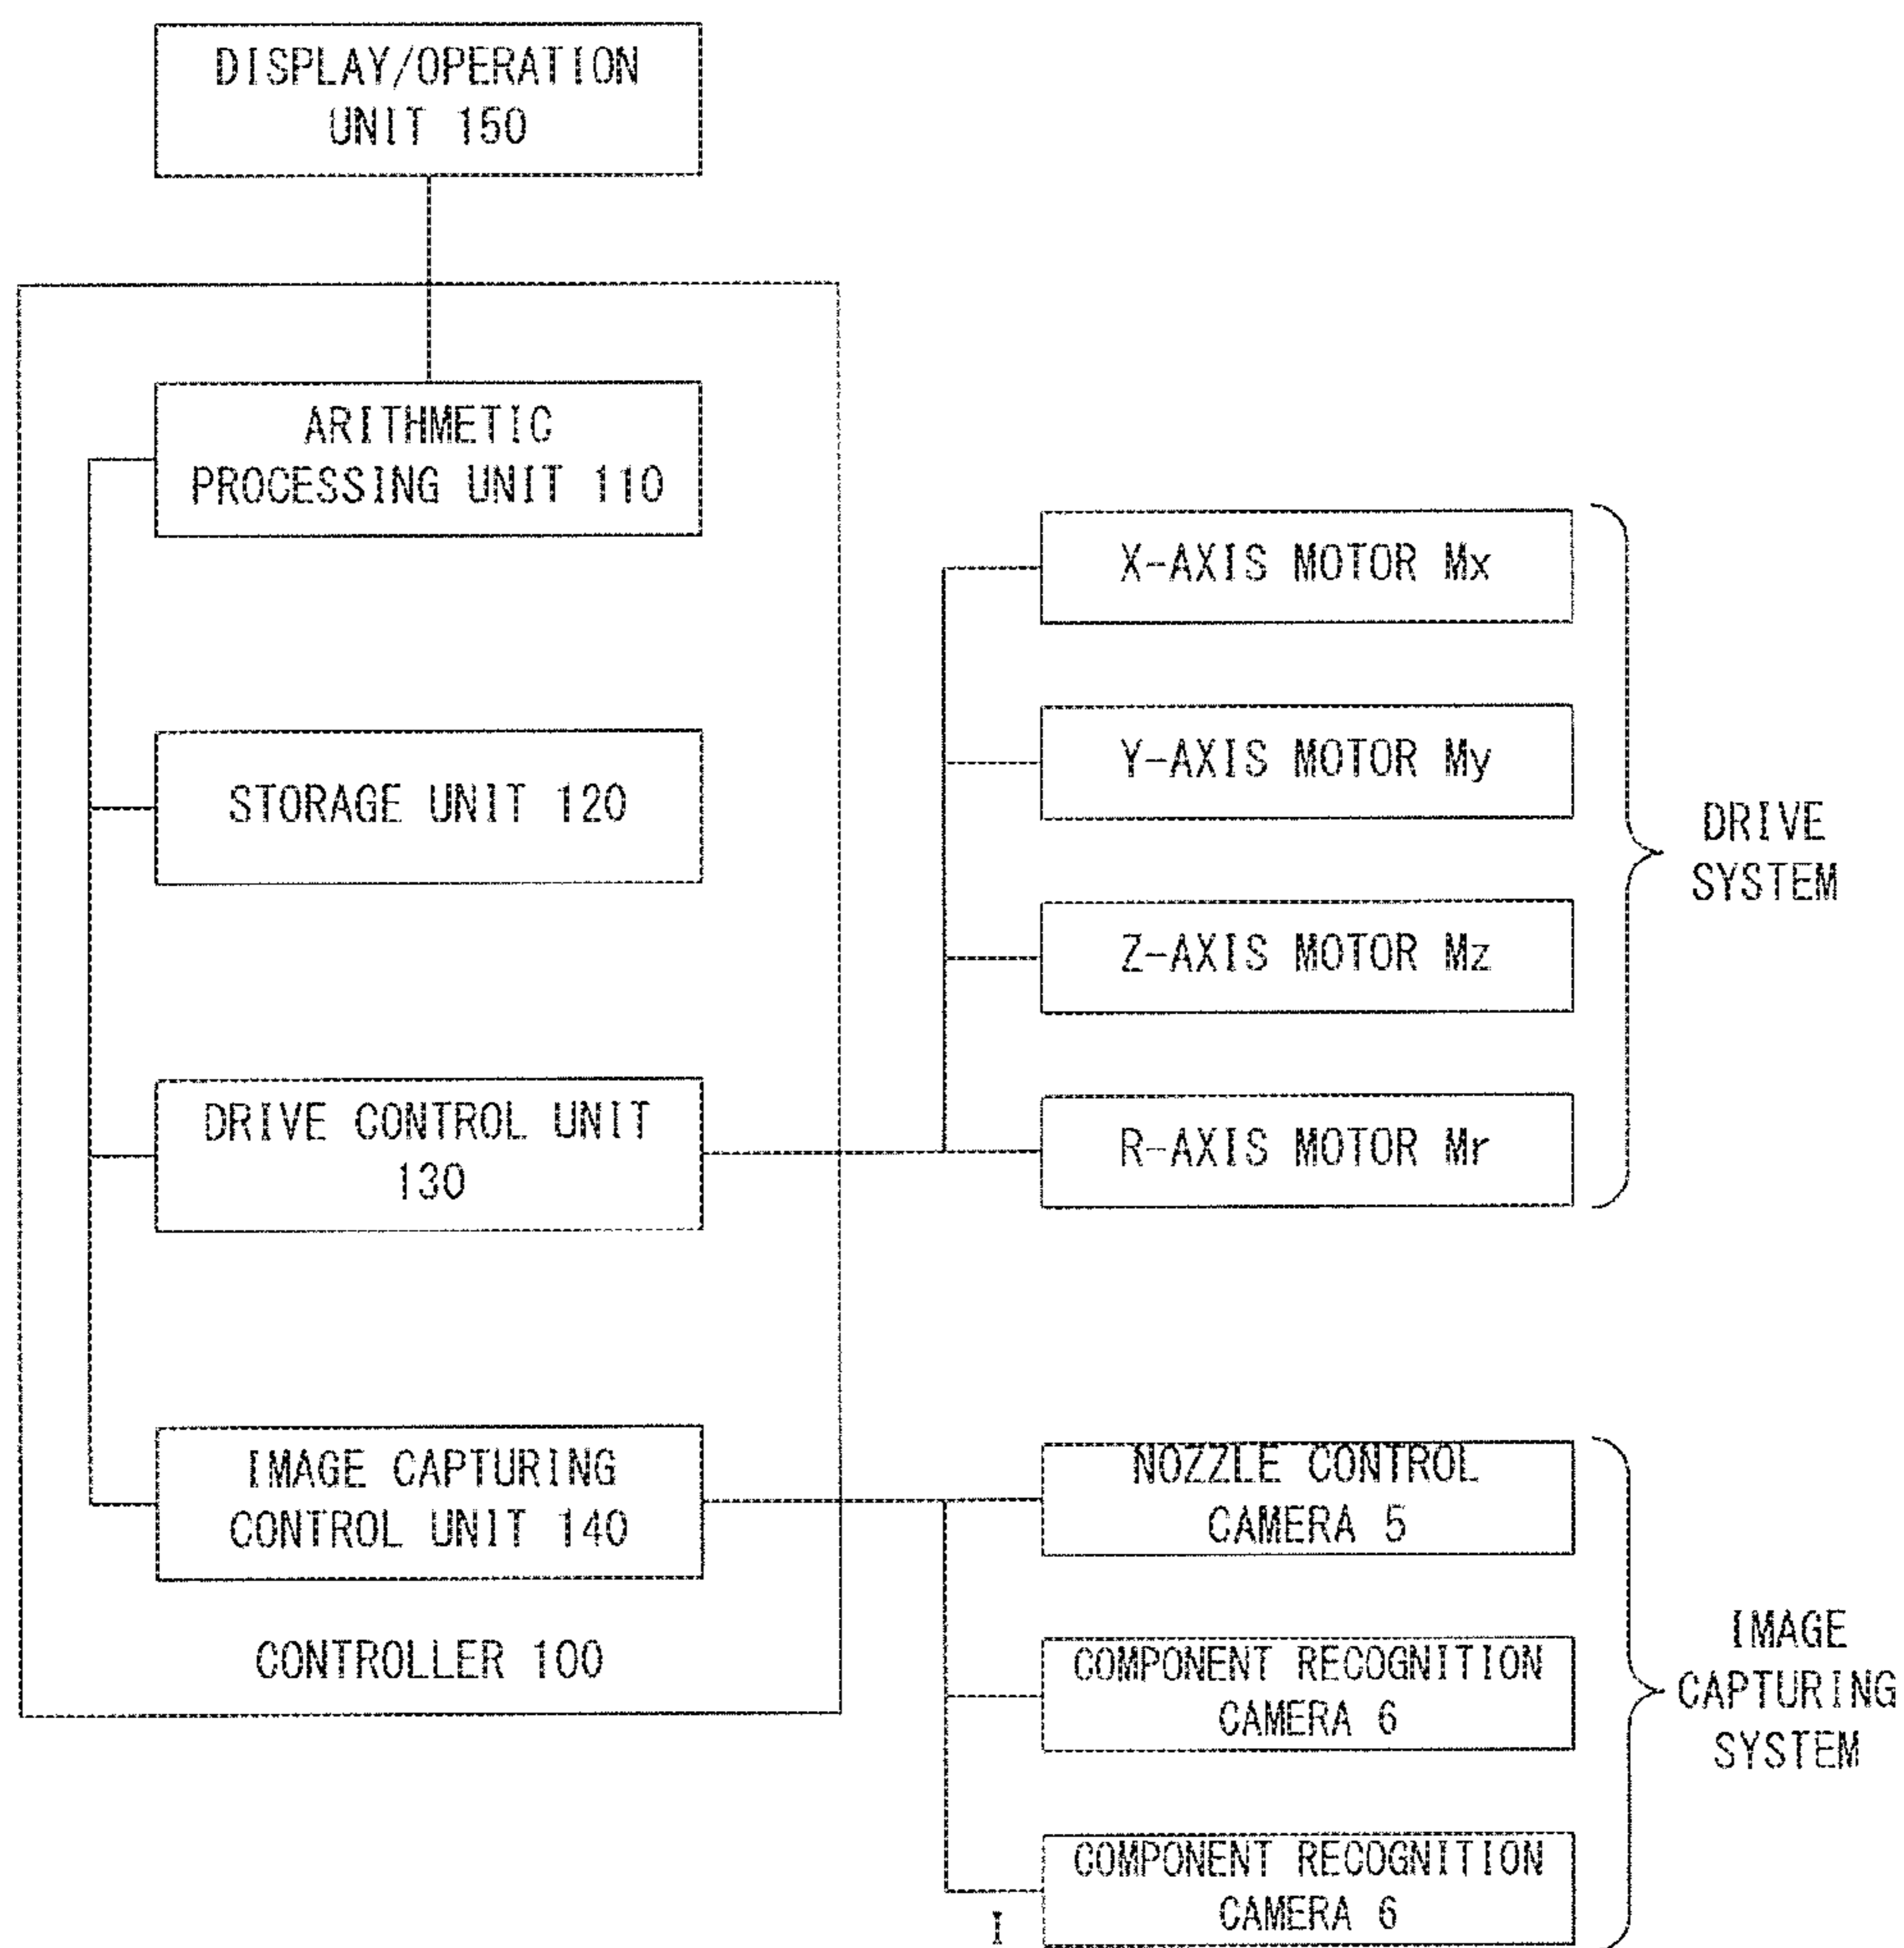 DISPLAY/OPERATION
UNIT 150
ARITHMETIC
PROCESSING UNIT 110
STORAGE UNIT 120
DRIVE CONTROL UNIT
130
IMAGE CAPTURING
CONTROL UNIT 140
CONTROLLER 100
X-AXIS MOTOR Mx
Y-AXIS MOTOR My
Z-AXIS MOTOR Mz
R-AXIS MOTOR Mr
DRIVE
SYSTEM
NOZZLE CONTROL
CAMERA 5
COMPONENT RECOGNITION
CAMERA 6
COMPONENT RECOGNITION
CAMERA 6
IMAGE
CAPTURING
SYSTEM
I